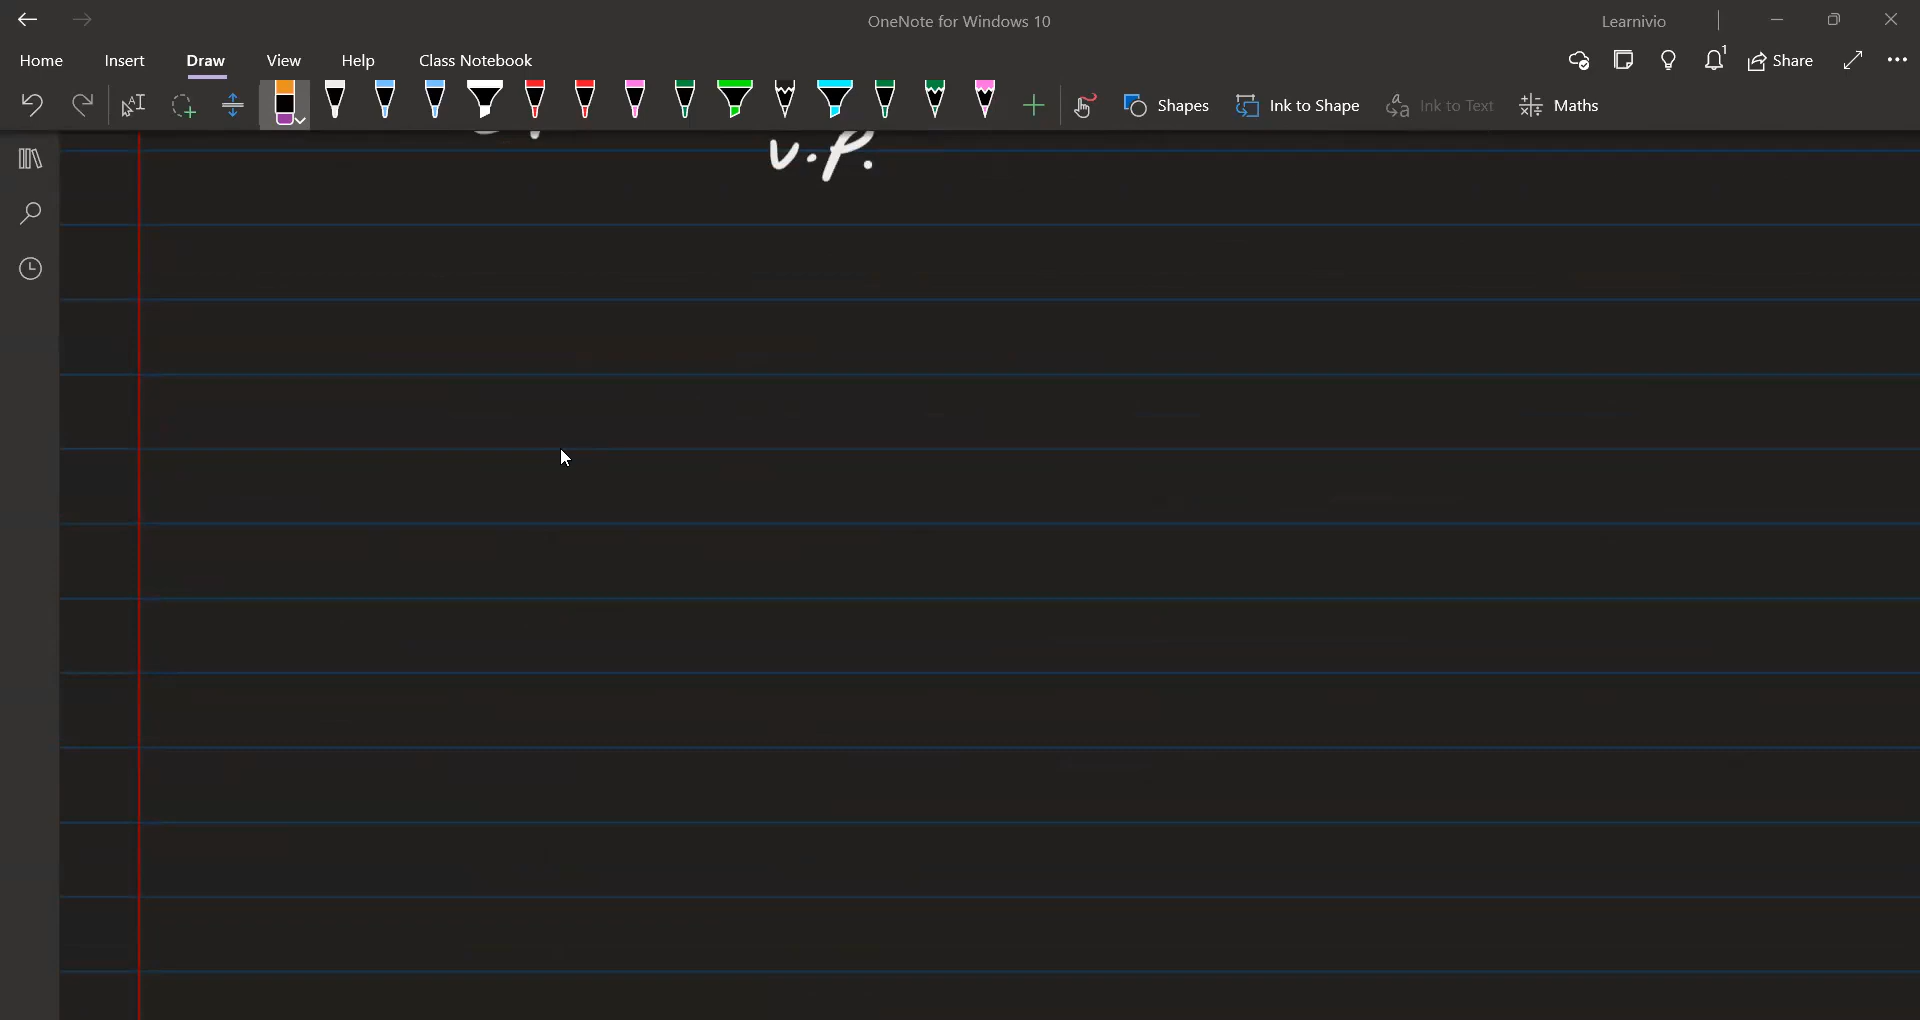 OneNote for Windows 10
Learnivio
Home Insert Draw View Help Class Notebook
1
Share
Shapes Ink to Shape Ink to Text Maths
v.p.